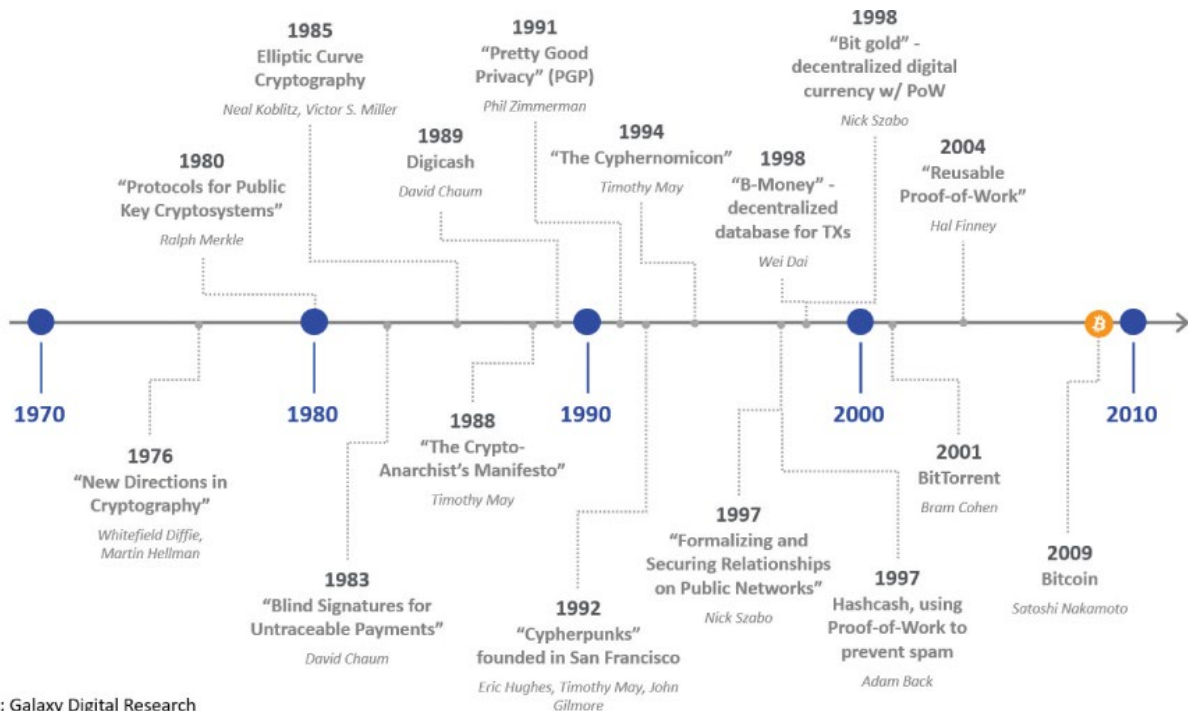 1985
Elliptic Curve
Cryptography
Neal Koblitz, Victor S. Miller
1991
“Pretty Good
Privacy” (PGP)
Phil Zimmerman
1998
“Bit gold” -
decentralized digital
currency w/ PoW
Nick Szabo
1980
“Protocols for Public
Key Cryptosystems”
Ralph Merkle
1989
Digicash
David Chaum
1994
“The Cyphernomicon”
Timothy May
1998
“B-Money” -
decentralized
database for TXs
Wei Dai
2004
“Reusable
Proof-of-Work”
Hal Finney
1970
1980
1990
2000
2010
1976
“New Directions in
Cryptography”
Whitefield Diffie,
Martin Hellman
1983
“Blind Signatures for
Untraceable Payments”
David Chaum
1988
“The Crypto-
Anarchist’s Manifesto”
Timothy May
1992
“Cypherpunks”
founded in San Francisco
Eric Hughes, Timothy May, John
Gilmore
1997
“Formalizing and
Securing Relationships
on Public Networks”
Nick Szabo
1997
Hashcash, using
Proof-of-Work to
prevent spam
Adam Back
2001
BitTorrent
Bram Cohen
2009
Bitcoin
Satoshi Nakamoto
: Galaxy Digital Research